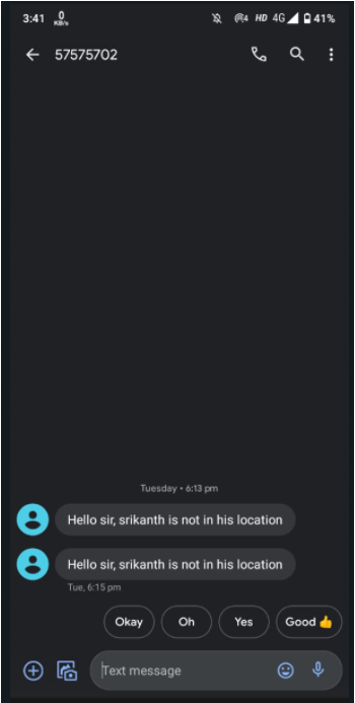 3:41 0 KB/s 4 HD 4G 41%
57575702
Tuesday • 6:13 pm
Hello sir, srikanth is not in his location
Hello sir, srikanth is not in his location
Tue, 6:15 pm
Okay Oh Yes Good 👍
Text message